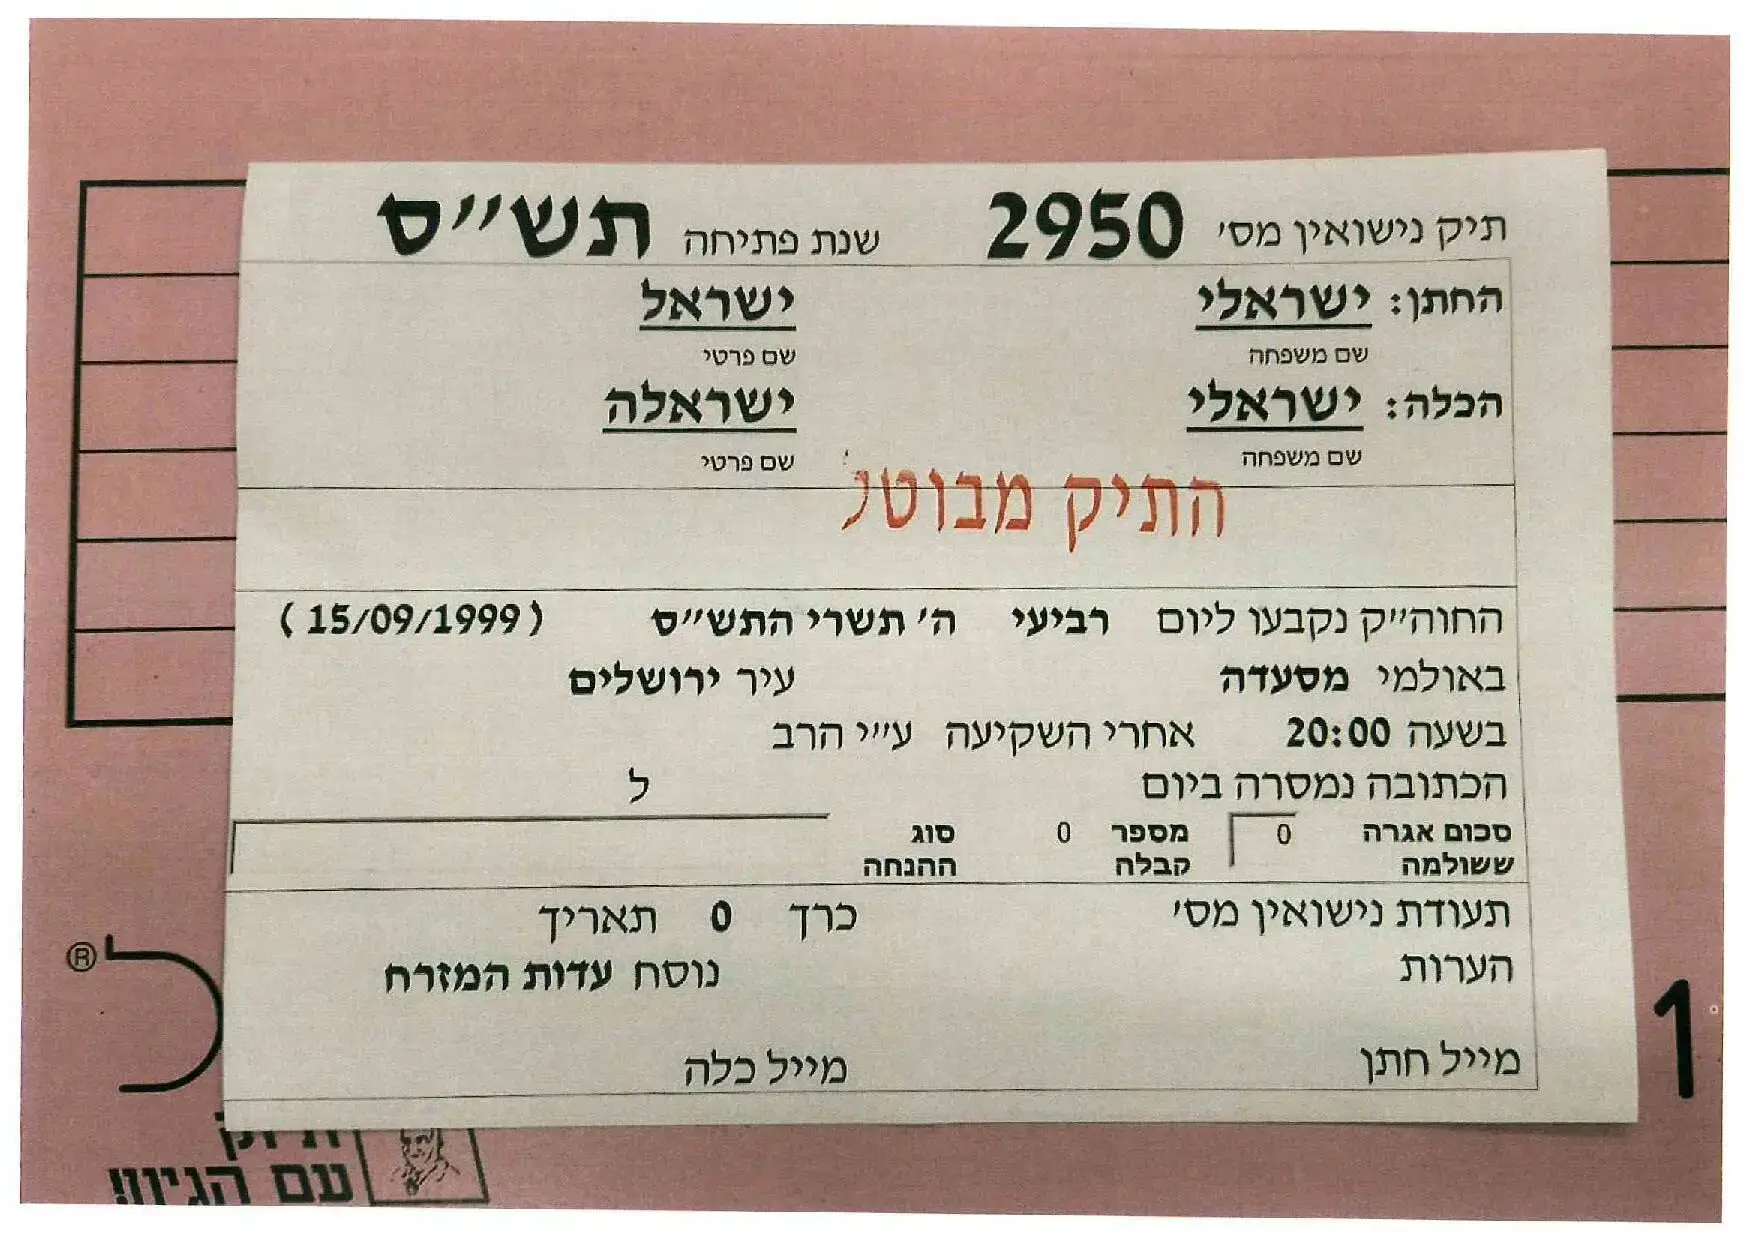 תיק נישואין מס׳ 2950 שנת פתיחה תש״ס
החתן: ישראלי ישראל
שם משפחה שם פרטי
הכלה: ישראלי ישראלה
שם משפחה שם פרטי
התיק מבוטל
החוה״ק נקבעו ליום רביעי ה׳ תשרי התש״ס (15/09/1999)
באולמי מסעדה עיר ירושלים
בשעה 20:00 אחרי השקיעה ע״י הרב
הכתובה נמסרה ביום ל
סכום אגרה 0 מספר 0 סוג
ששולמה קבלה ההנחה
תעודת נישואין מס׳ כרך 0 תאריך
הערות נוסח עדות המזרח
מייל חתן מייל כלה
1
®
עם הגיון!